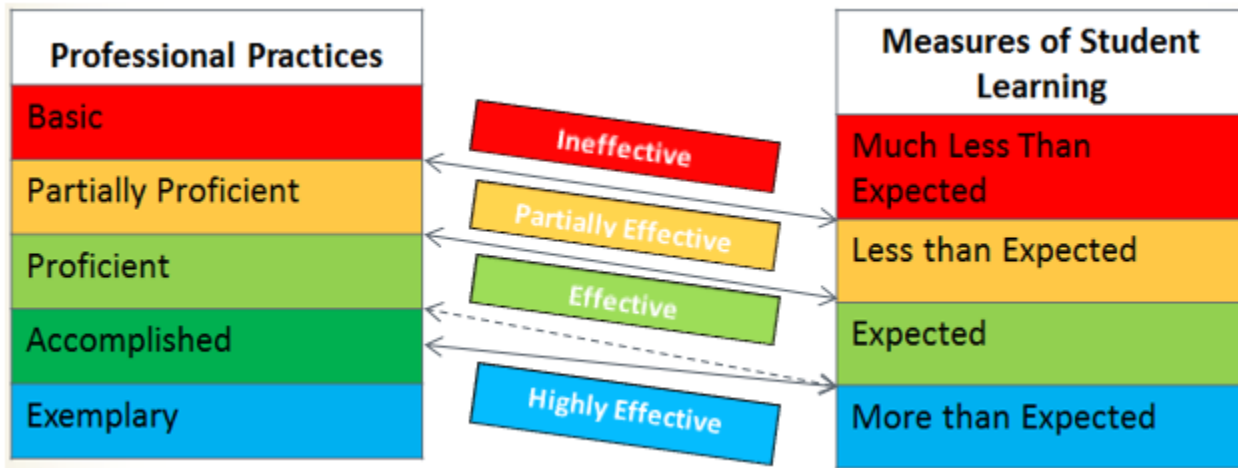 Professional Practices
Basic
Partially Proficient
Proficient
Accomplished
Exemplary
Ineffective
Partially Effective
Effective
Highly Effective
Measures of Student
Learning
Much Less Than
Expected
Less than Expected
Expected
More than Expected